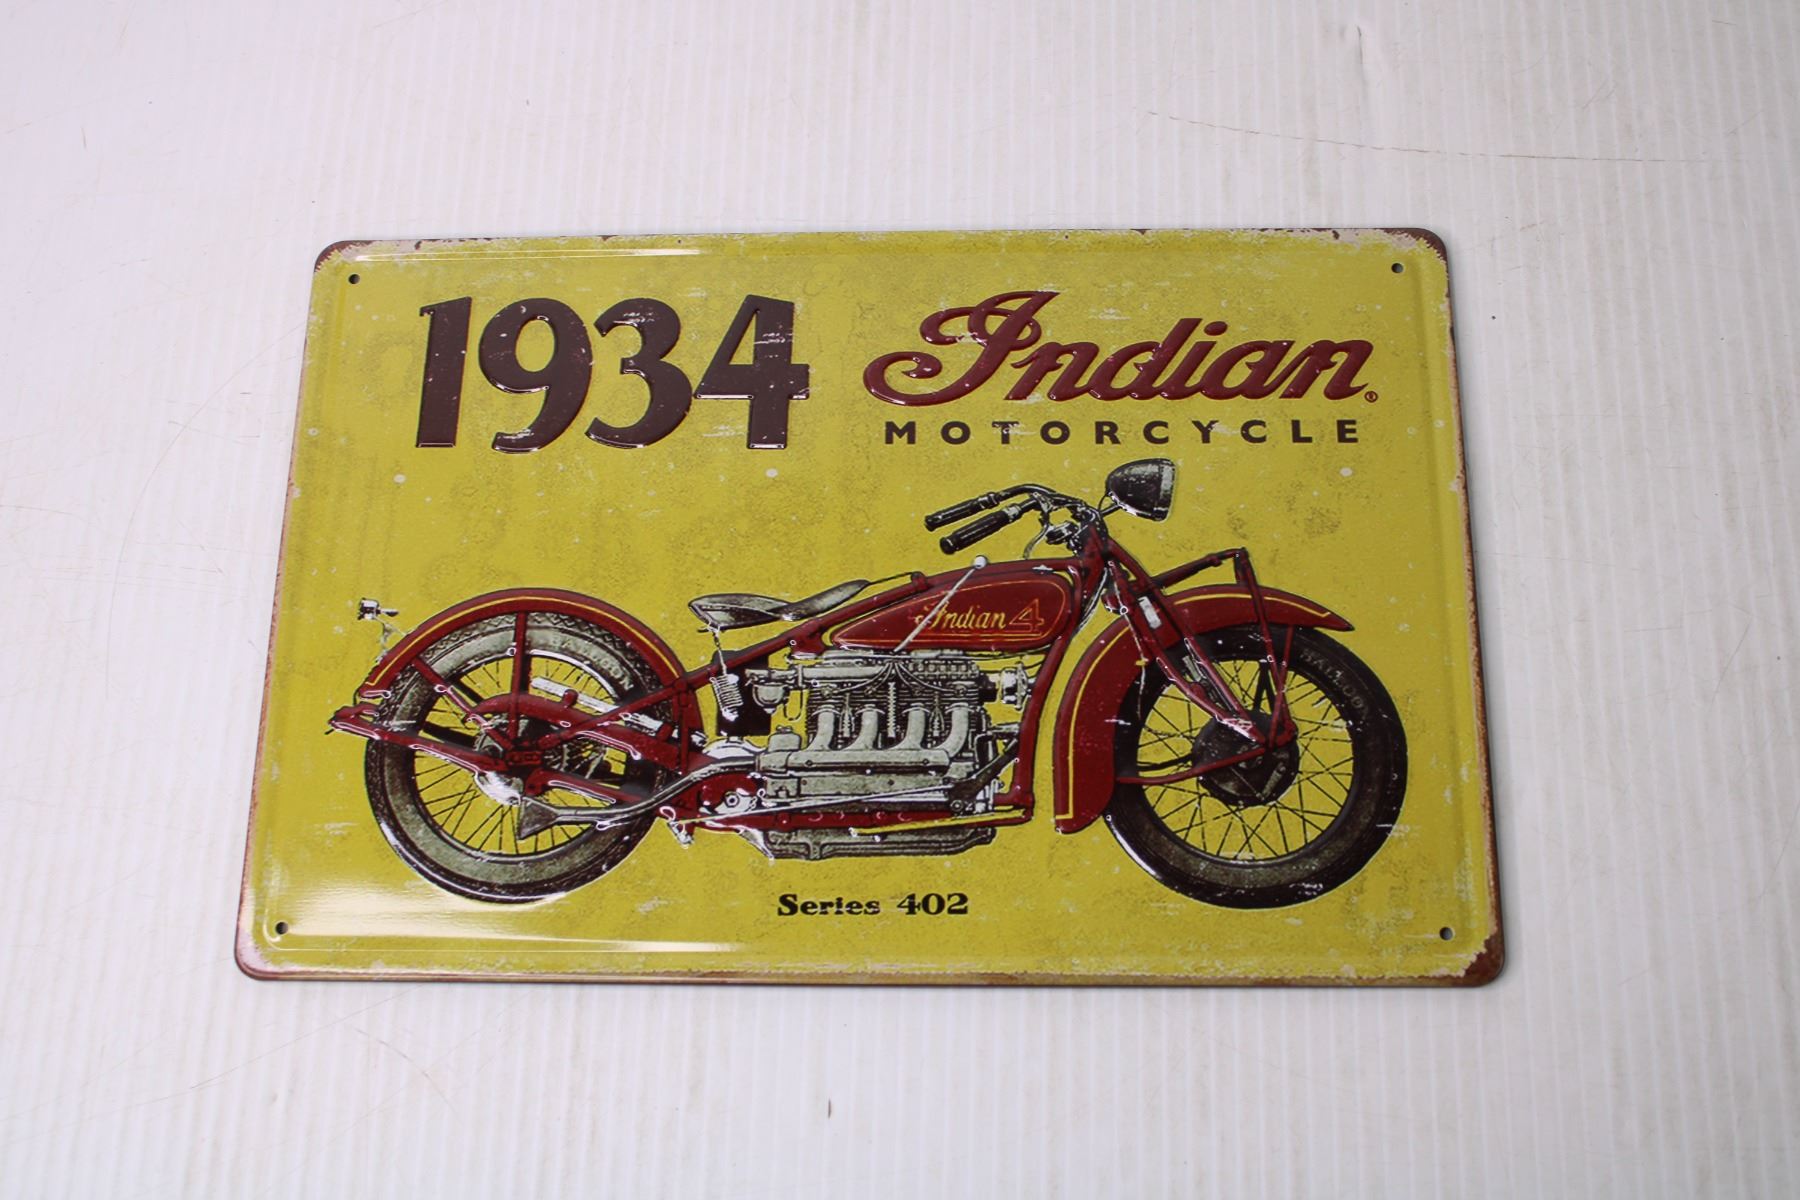 1934 Indian®
MOTORCYCLE
Indian 4
Series 402